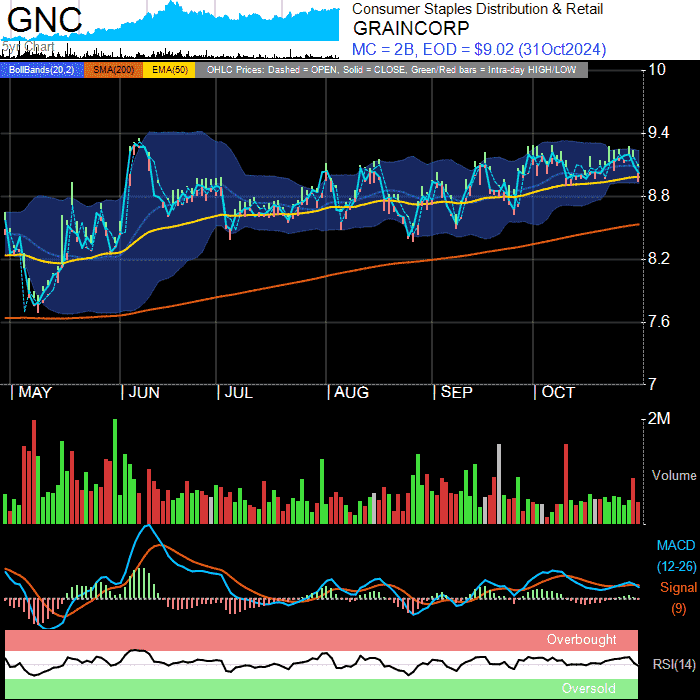 GNC
5yr Chart
Consumer Staples Distribution & Retail
GRAINCORP
MC = 2B, EOD = $9.02 (31Oct2024)
BollBands(20,2) SMA(200) EMA(50) OHLC Prices: Dashed = OPEN, Solid = CLOSE, Green/Red bars = Intra-day HIGH/LOW
10
9.4
8.8
8.2
7.6
7
MAY JUN JUL AUG SEP OCT
2M
Volume
MACD
(12-26)
Signal
(9)
Overbought
RSI(14)
Oversold